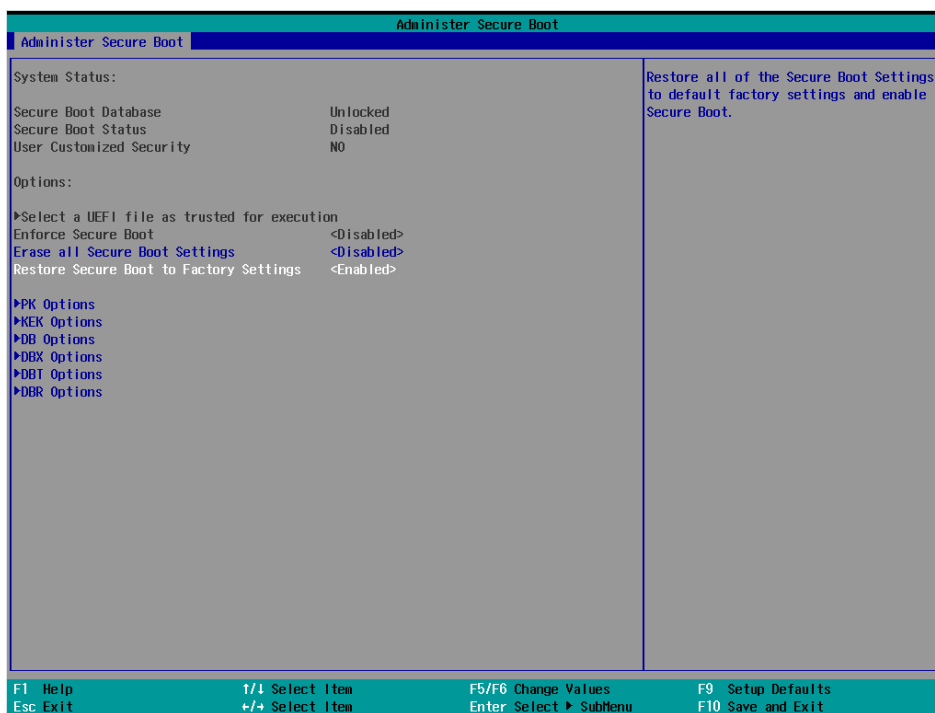 Administer Secure Boot
Administer Secure Boot
System Status:
Secure Boot Database Unlocked
Secure Boot Status Disabled
User Customized Security NO
Options:
▶Select a UEFI file as trusted for execution
Enforce Secure Boot <Disabled>
Erase all Secure Boot Settings <Disabled>
Restore Secure Boot to Factory Settings <Enabled>
▶PK Options
▶KEK Options
▶DB Options
▶DBX Options
▶DBT Options
▶DBR Options
Restore all of the Secure Boot Settings
to default factory settings and enable
Secure Boot.
F1 Help ↑/↓ Select Item F5/F6 Change Values F9 Setup Defaults
Esc Exit ←/→ Select Item Enter Select ▶ SubMenu F10 Save and Exit